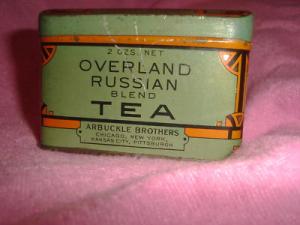 2 OZS. NET
OVERLAND
RUSSIAN
BLEND
TEA
ARBUCKLE BROTHERS
CHICAGO, NEW YORK,
KANSAS CITY, PITTSBURGH